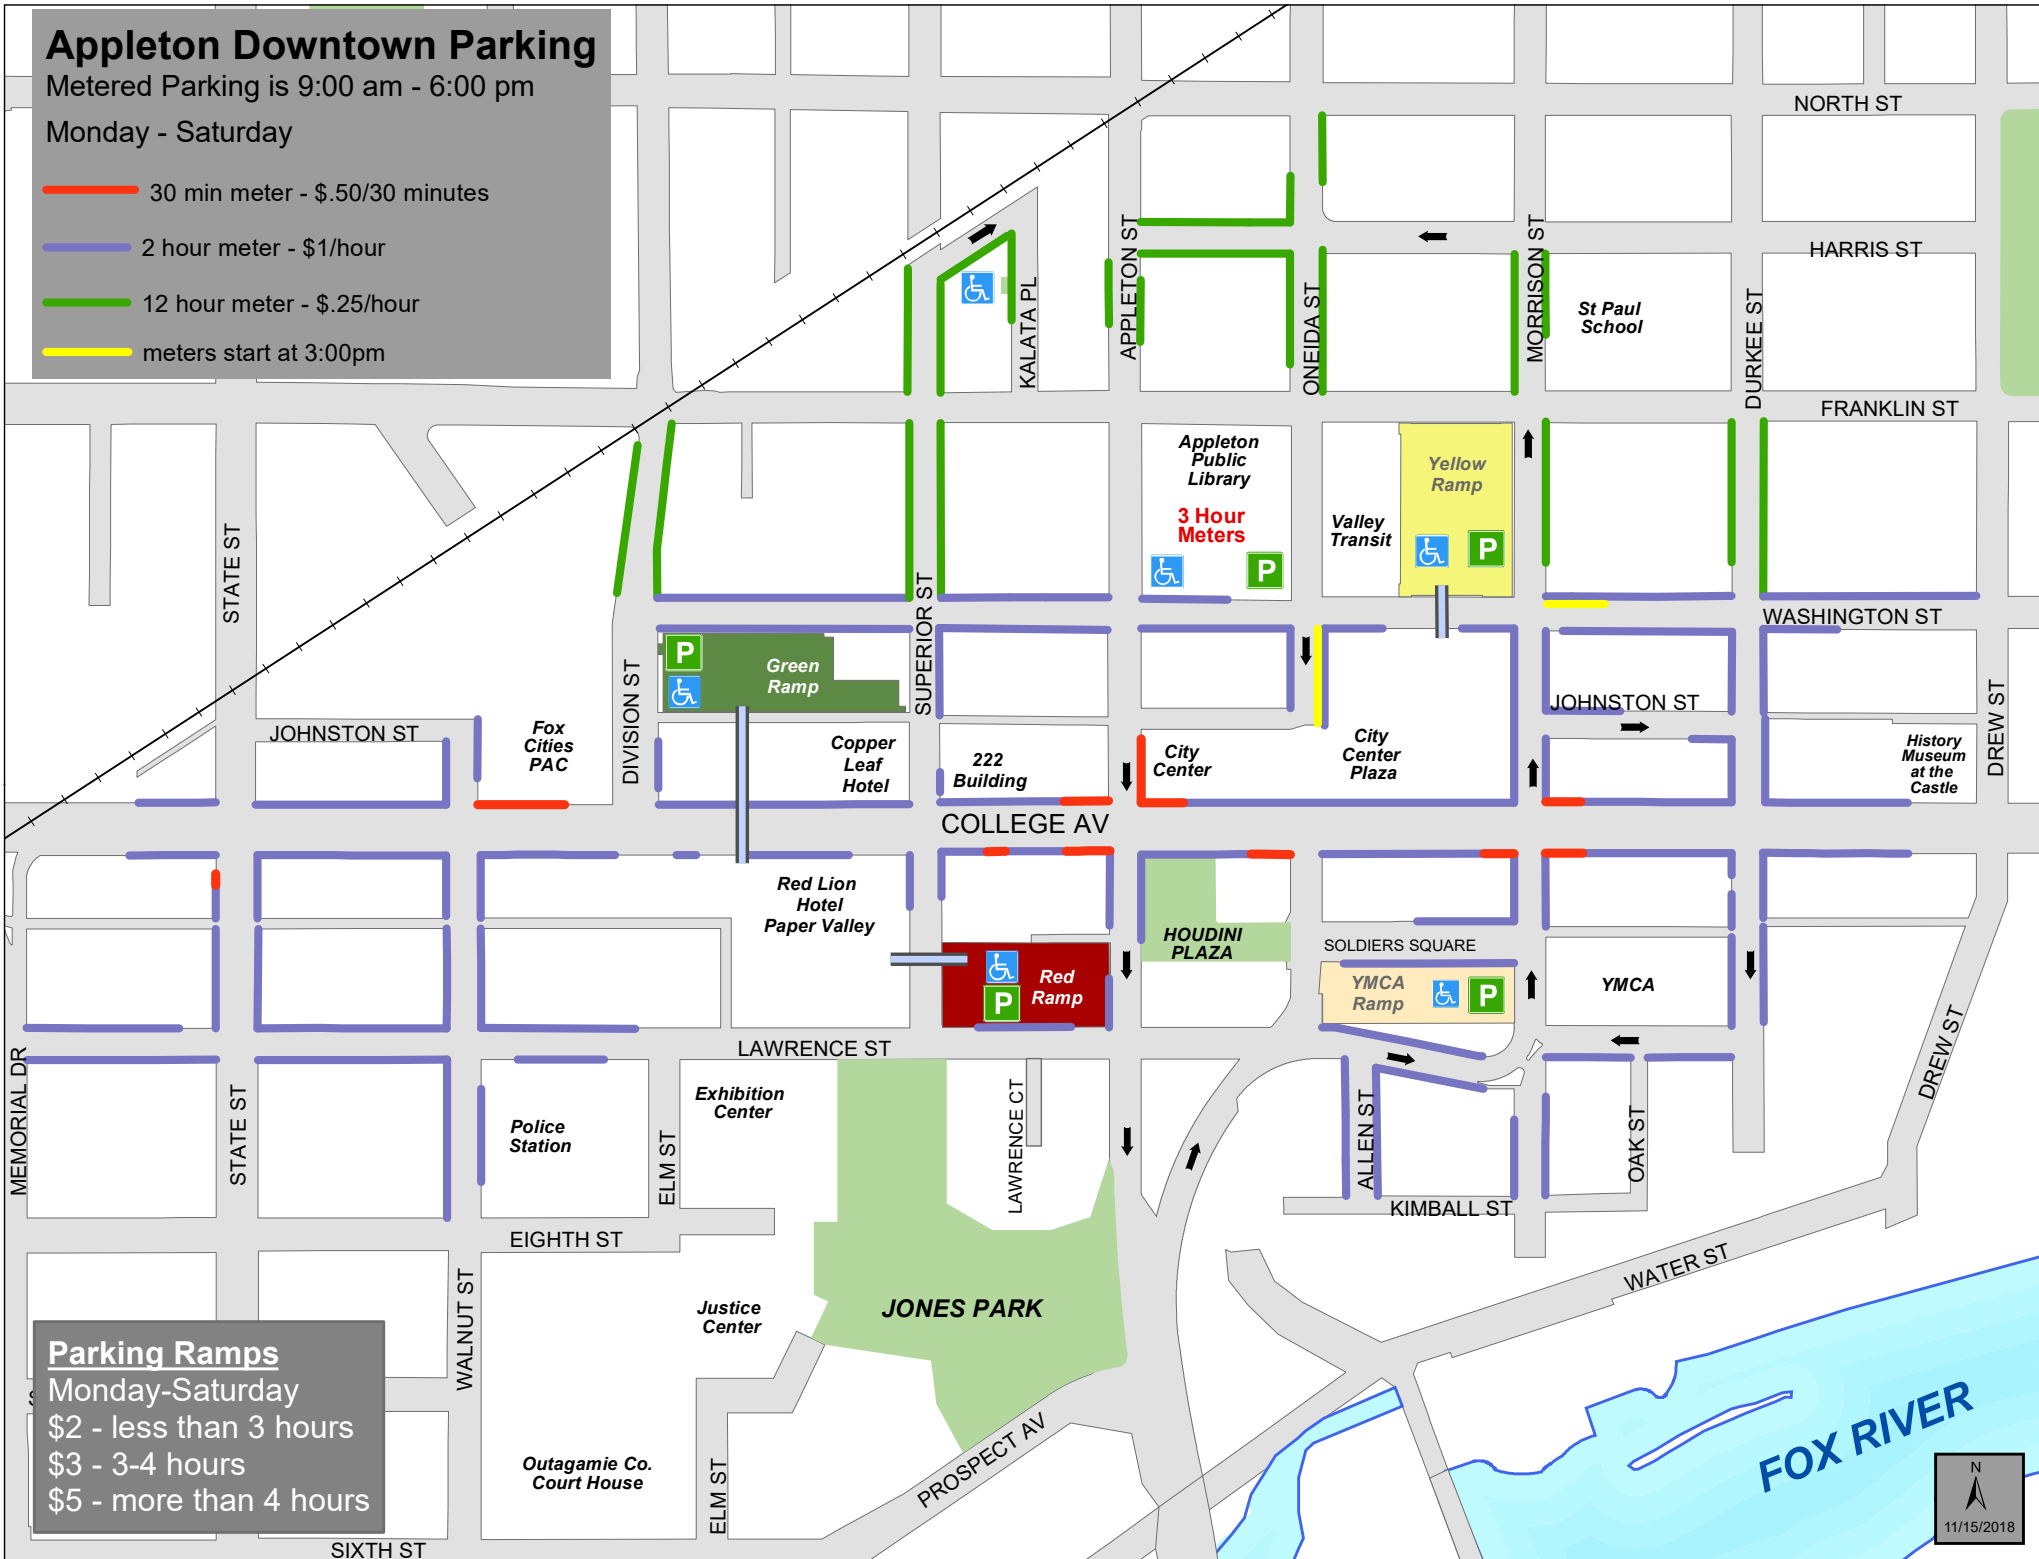 Appleton Downtown Parking
Metered Parking is 9:00 am - 6:00 pm
Monday - Saturday
30 min meter - $.50/30 minutes
2 hour meter - $1/hour
12 hour meter - $.25/hour
meters start at 3:00pm
NORTH ST
HARRIS ST
APPLETON ST
KALATA PL
ONEIDA ST
MORRISON ST
St Paul
School
DURKEE ST
FRANKLIN ST
Appleton
Public
Library
3 Hour
Meters
P
Valley
Transit
Yellow
Ramp
P
STATE ST
SUPERIOR ST
WASHINGTON ST
P
Green
Ramp
DIVISION ST
JOHNSTON ST
Fox
Cities
PAC
Copper
Leaf
Hotel
222
Building
City
Center
City
Center
Plaza
JOHNSTON ST
History
Museum
at the
Castle
DREW ST
COLLEGE AV
Red Lion
Hotel
Paper Valley
HOUDINI
PLAZA
SOLDIERS SQUARE
P
Red
Ramp
YMCA
Ramp
P
YMCA
LAWRENCE ST
MEMORIAL DR
STATE ST
Police
Station
ELM ST
Exhibition
Center
LAWRENCE CT
ALLEN ST
OAK ST
DREW ST
KIMBALL ST
EIGHTH ST
WATER ST
WALNUT ST
Justice
Center
JONES PARK
Parking Ramps
Monday-Saturday
$2 - less than 3 hours
$3 - 3-4 hours
$5 - more than 4 hours
Outagamie Co.
Court House
ELM ST
PROSPECT AV
FOX RIVER
SIXTH ST
N
11/15/2018